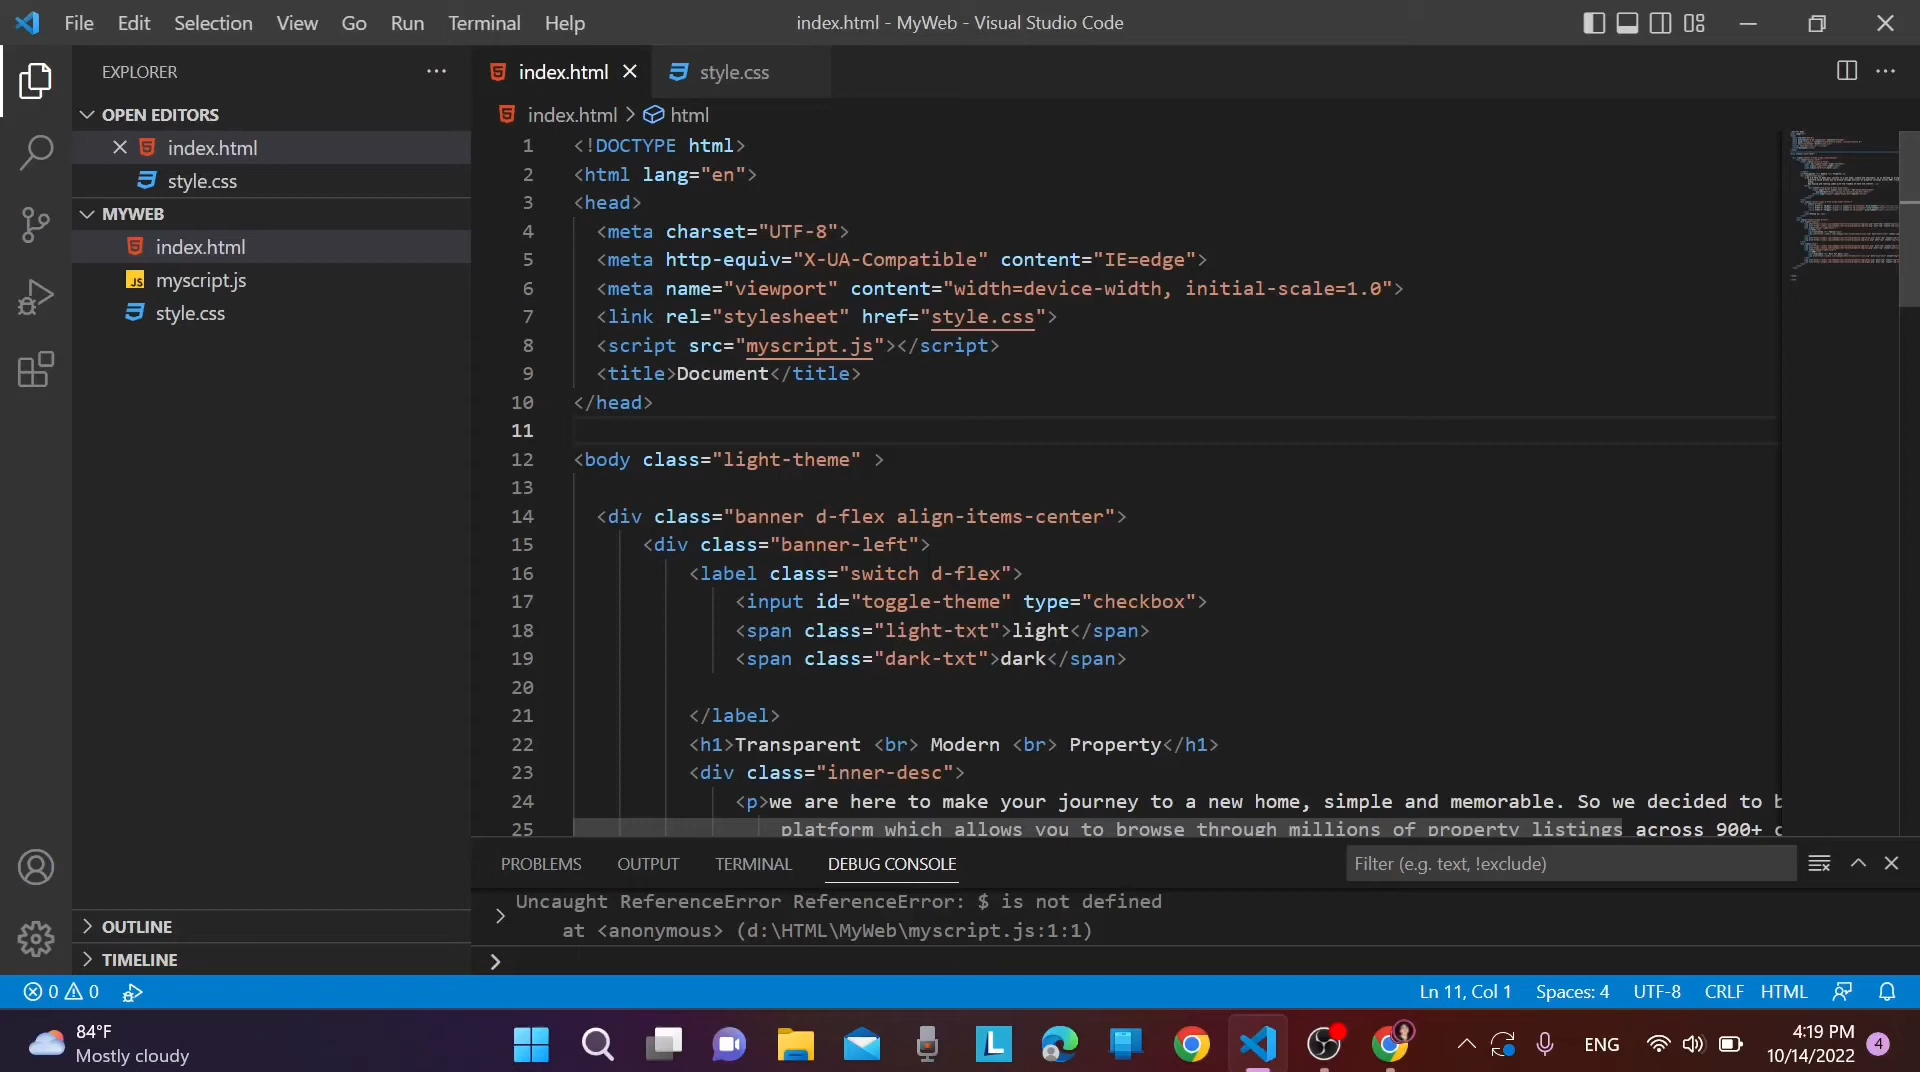 File Edit Selection View Go Run Terminal Help
index.html - MyWeb - Visual Studio Code
EXPLORER
OPEN EDITORS
index.html
style.css
MYWEB
index.html
JS myscript.js
style.css
OUTLINE
TIMELINE
index.html style.css
index.html > html
1 <!DOCTYPE html>
2 <html lang="en">
3 <head>
4 <meta charset="UTF-8">
5 <meta http-equiv="X-UA-Compatible" content="IE=edge">
6 <meta name="viewport" content="width=device-width, initial-scale=1.0">
7 <link rel="stylesheet" href="style.css">
8 <script src="myscript.js"></script>
9 <title>Document</title>
10 </head>
11
12 <body class="light-theme" >
13
14 <div class="banner d-flex align-items-center">
15 <div class="banner-left">
16 <label class="switch d-flex">
17 <input id="toggle-theme" type="checkbox">
18 <span class="light-txt">light</span>
19 <span class="dark-txt">dark</span>
20
21 </label>
22 <h1>Transparent <br> Modern <br> Property</h1>
23 <div class="inner-desc">
24 <p>we are here to make your journey to a new home, simple and memorable. So we decided to b
25 platform which allows you to browse through millions of property listings across 900+ c
PROBLEMS OUTPUT TERMINAL DEBUG CONSOLE Filter (e.g. text, !exclude)
Uncaught ReferenceError ReferenceError: $ is not defined
at <anonymous> (d:\HTML\MyWeb\myscript.js:1:1)
0 0 Ln 11, Col 1 Spaces: 4 UTF-8 CRLF HTML
84°F
Mostly cloudy
L
ENG
4:19 PM
10/14/2022
4